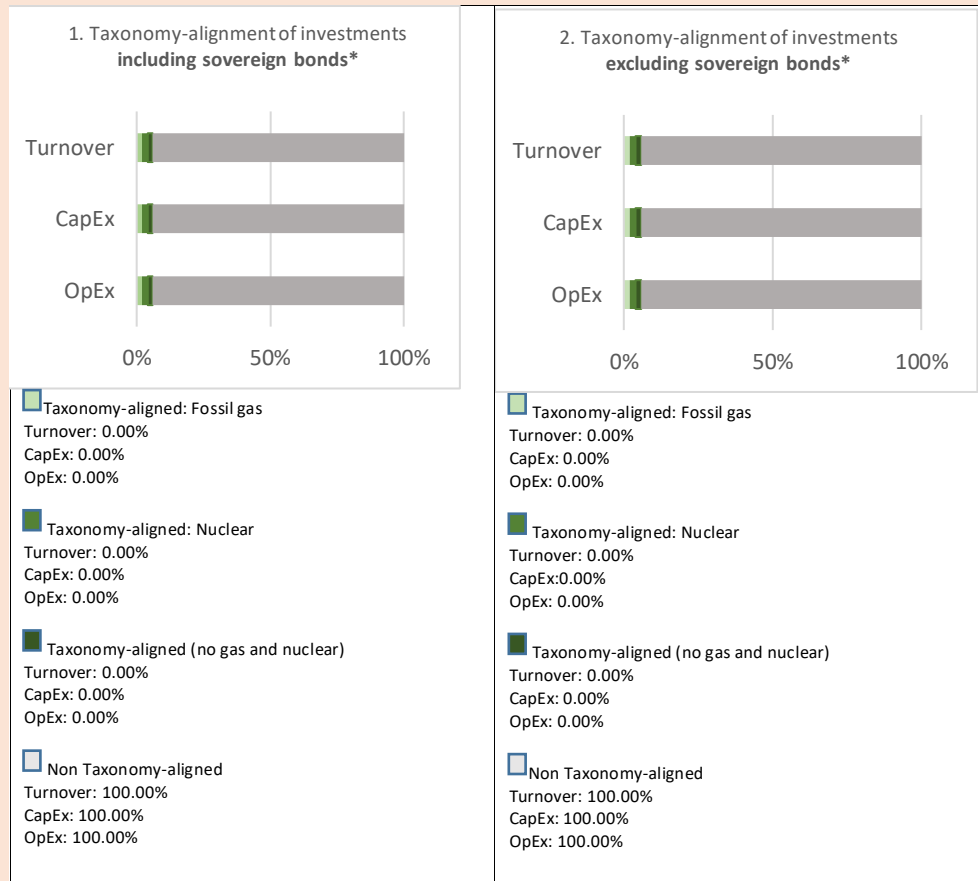 1. Taxonomy-alignment of investments
including sovereign bonds*
Turnover
CapEx
OpEx
0% 50% 100%
Taxonomy-aligned: Fossil gas
Turnover: 0.00%
CapEx: 0.00%
OpEx: 0.00%
Taxonomy-aligned: Nuclear
Turnover: 0.00%
CapEx: 0.00%
OpEx: 0.00%
Taxonomy-aligned (no gas and nuclear)
Turnover: 0.00%
CapEx: 0.00%
OpEx: 0.00%
Non Taxonomy-aligned
Turnover: 100.00%
CapEx: 100.00%
OpEx: 100.00%
2. Taxonomy-alignment of investments
excluding sovereign bonds*
Turnover
CapEx
OpEx
0% 50% 100%
Taxonomy-aligned: Fossil gas
Turnover: 0.00%
CapEx: 0.00%
OpEx: 0.00%
Taxonomy-aligned: Nuclear
Turnover: 0.00%
CapEx:0.00%
OpEx: 0.00%
Taxonomy-aligned (no gas and nuclear)
Turnover: 0.00%
CapEx: 0.00%
OpEx: 0.00%
Non Taxonomy-aligned
Turnover: 100.00%
CapEx: 100.00%
OpEx: 100.00%